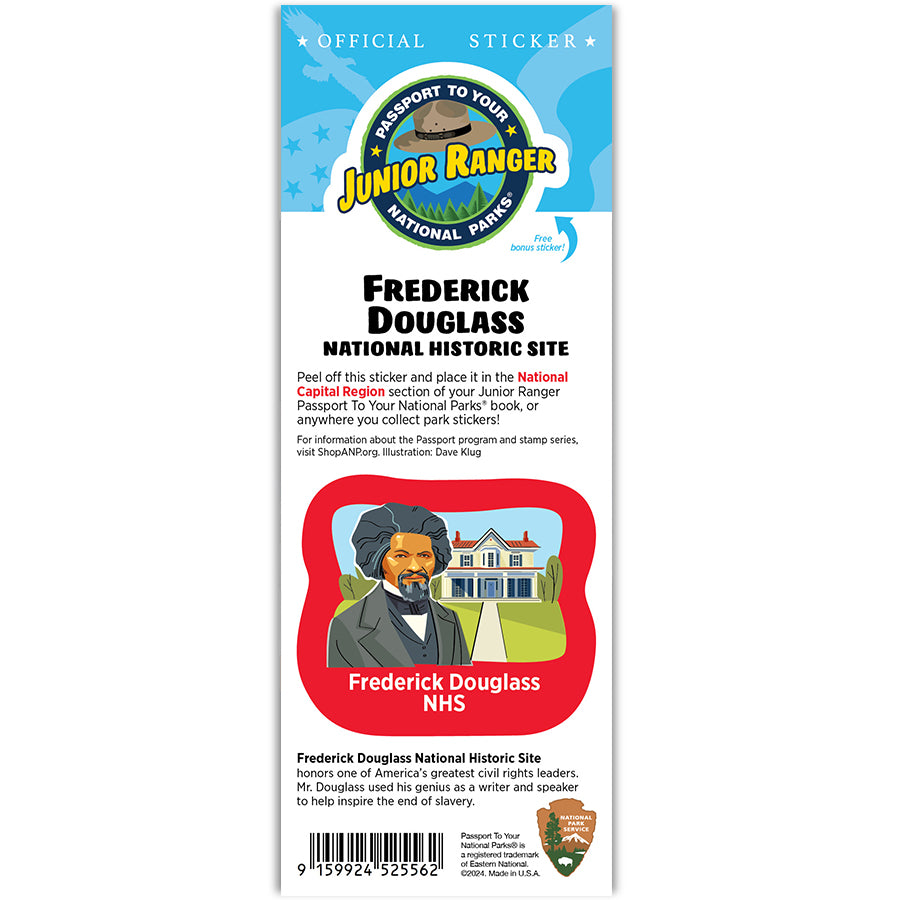 ★ OFFICIAL STICKER ★
PASSPORT TO YOUR
JUNIOR RANGER
NATIONAL PARKS®
Free
bonus sticker!
FREDERICK
DOUGLASS
NATIONAL HISTORIC SITE
Peel off this sticker and place it in the National
Capital Region section of your Junior Ranger
Passport To Your National Parks® book, or
anywhere you collect park stickers!
For information about the Passport program and stamp series,
visit ShopANP.org. Illustration: Dave Klug
Frederick Douglass
NHS
Frederick Douglass National Historic Site
honors one of America's greatest civil rights leaders.
Mr. Douglass used his genius as a writer and speaker
to help inspire the end of slavery.
9 159924 525562
Passport To Your
National Parks® is
a registered trademark
of Eastern National.
©2024. Made in U.S.A.
NATIONAL
PARK
SERVICE